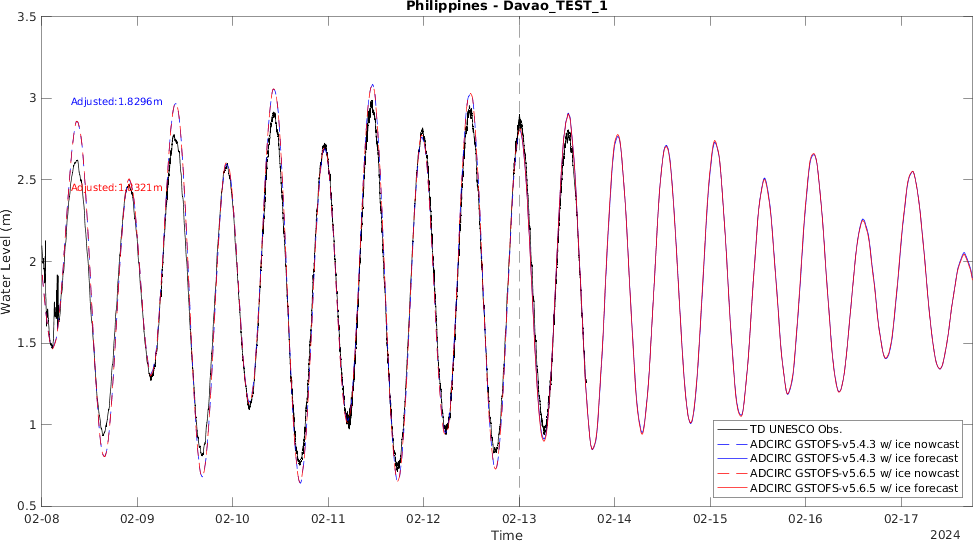 Philippines - Davao_TEST_1
3.5
3
2.5
2
1.5
1
0.5
Water Level (m)
Adjusted:1.8296m
02-08
02-09
02-10
02-11
02-12
02-13
02-14
02-15
02-16
02-17
Time
2024
TD UNESCO Obs.
ADCIRC GSTOFS-v5.4.3 w/ ice nowcast
ADCIRC GSTOFS-v5.4.3 w/ ice forecast
ADCIRC GSTOFS-v5.6.5 w/ ice nowcast
ADCIRC GSTOFS-v5.6.5 w/ ice forecast